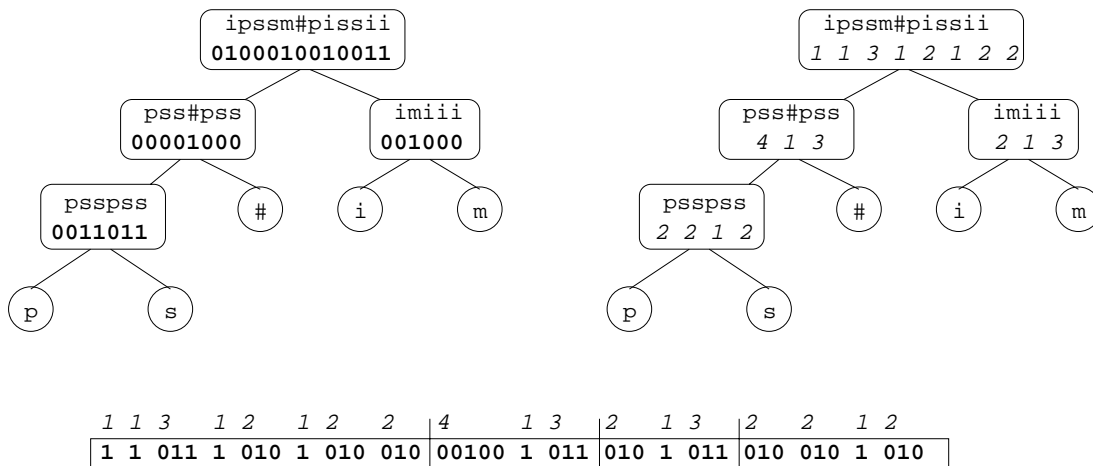 ipssm#pissii
0100010010011
pss#pss
00001000
imiii
001000
psspss
0011011
#
i
m
p
s
ipssm#pissii
1 1 3 1 2 1 2 2
pss#pss
4 1 3
imiii
2 1 3
psspss
2 2 1 2
#
i
m
p
s
1 1 3 1 2 1 2 2 4 1 3 2 1 3 2 2 1 2
1 1 011 1 010 1 010 010 00100 1 011 010 1 011 010 010 1 010